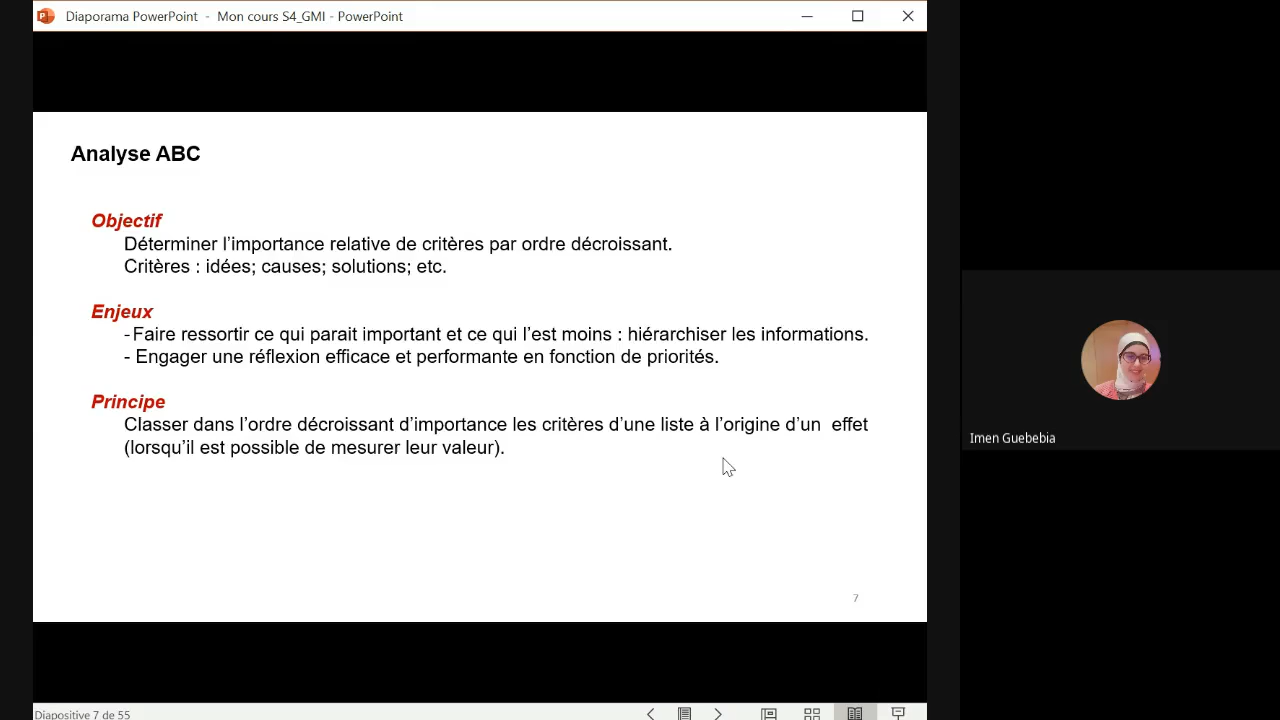 Diaporama PowerPoint - Mon cours S4_GMI - PowerPoint
Analyse ABC
Objectif
Déterminer l’importance relative de critères par ordre décroissant.
Critères : idées; causes; solutions; etc.
Enjeux
-Faire ressortir ce qui parait important et ce qui l’est moins : hiérarchiser les informations.
- Engager une réflexion efficace et performante en fonction de priorités.
Principe
Classer dans l’ordre décroissant d’importance les critères d’une liste à l’origine d’un effet
(lorsqu’il est possible de mesurer leur valeur).
7
Imen Guebebia
Diapositive 7 de 55